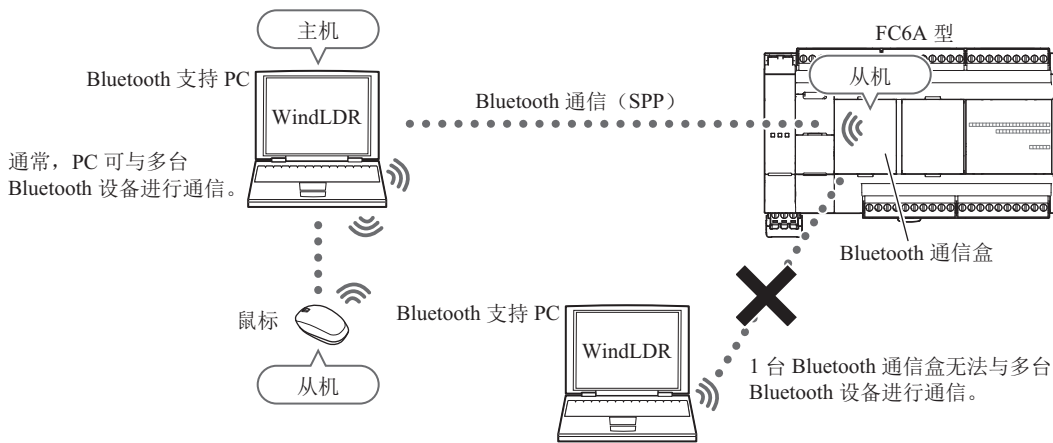 主机
FC6A 型
Bluetooth 支持 PC
从机
WindLDR
Bluetooth 通信（SPP）
通常，PC 可与多台
Bluetooth 设备进行通信。
Bluetooth 通信盒
鼠标
Bluetooth 支持 PC
WindLDR
1 台 Bluetooth 通信盒无法与多台
Bluetooth 设备进行通信。
从机